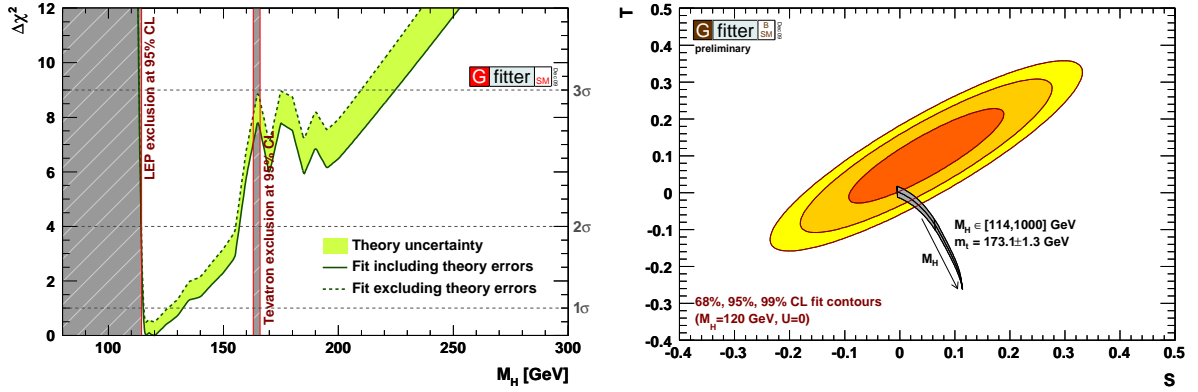 Δχ²
12
10
8
6
4
2
0
LEP exclusion at 95% CL
Tevatron exclusion at 95% CL
G fitter SM
Dec 09
3σ
2σ
1σ
Theory uncertainty
Fit including theory errors
Fit excluding theory errors
100 150 200 250 300
M_H [GeV]
T
0.5
0.4
0.3
0.2
0.1
0
-0.1
-0.2
-0.3
-0.4
G fitter B SM
Dec 09
preliminary
M_H ∈ [114,1000] GeV
m_t = 173.1±1.3 GeV
M_H
68%, 95%, 99% CL fit contours
(M_H=120 GeV, U=0)
-0.4 -0.3 -0.2 -0.1 0 0.1 0.2 0.3 0.4 0.5
S